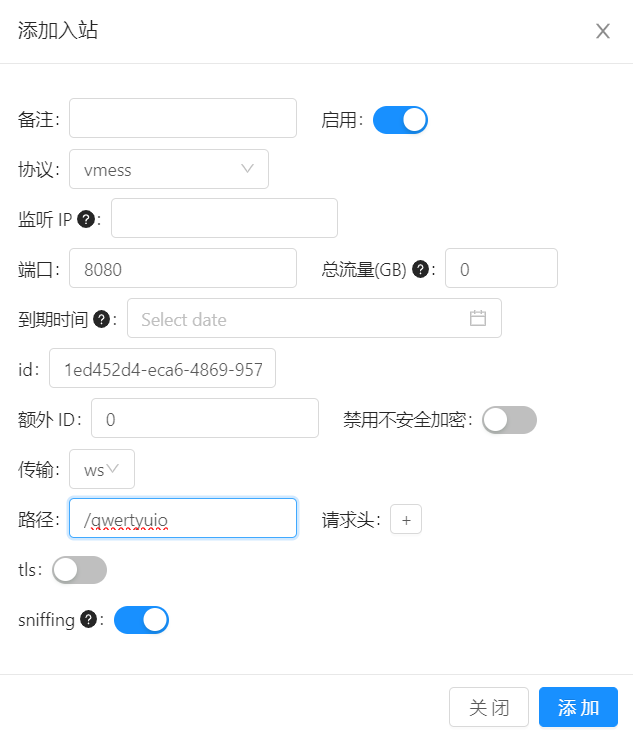 添加入站
备注:
启用:
协议: vmess
监听 IP ? :
端口: 8080
总流量(GB) ? : 0
到期时间 ? : Select date
id: 1ed452d4-eca6-4869-957
额外 ID: 0
禁用不安全加密:
传输: ws
路径: /qwertyuio
请求头: +
tls:
sniffing ? :
关 闭
添 加